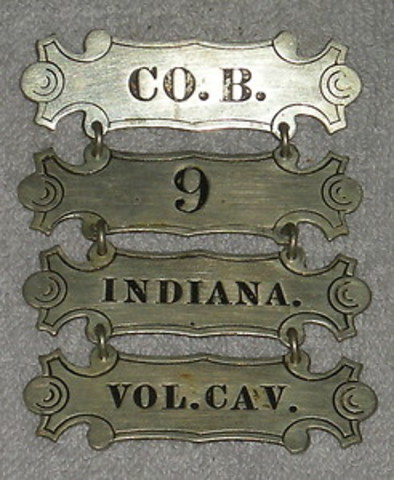 CO. B.
9
INDIANA.
VOL. CAV.